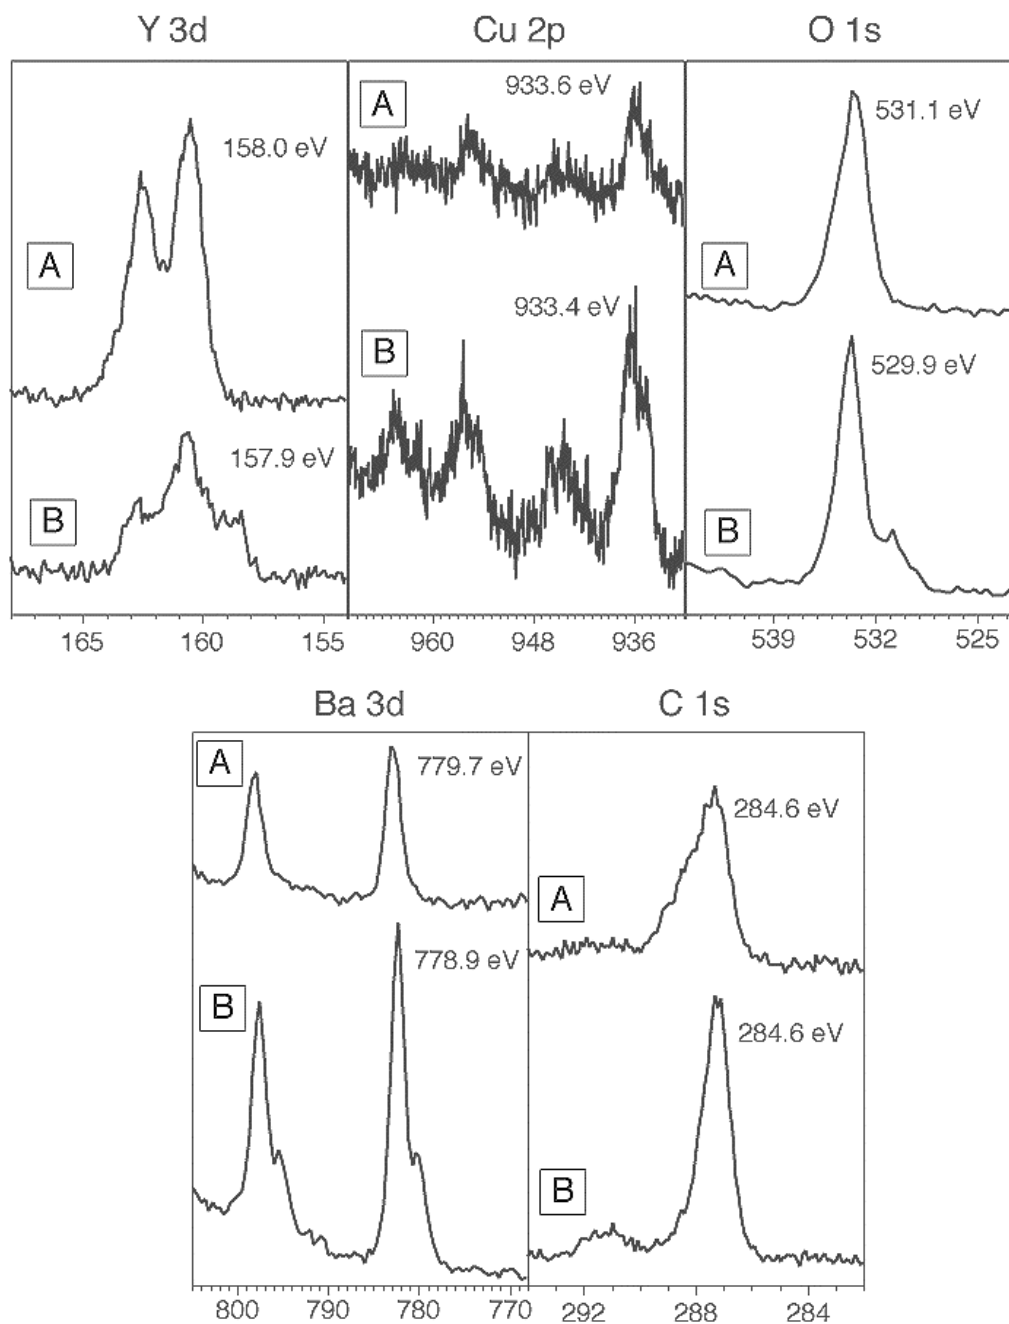 Y 3d Cu 2p O 1s
A 933.6 eV
531.1 eV
158.0 eV
A
A
933.4 eV
B
529.9 eV
157.9 eV
B
B
165 160 155 960 948 936 539 532 525
Ba 3d C 1s
A 779.7 eV
284.6 eV
A
778.9 eV
B
284.6 eV
B
800 790 780 770 292 288 284